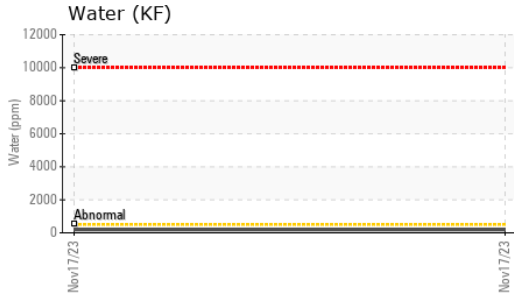 Water (KF)
12000
Severe
10000
8000
Water (ppm)
6000
4000
2000
Abnormal
0
Nov17/23
Nov17/23